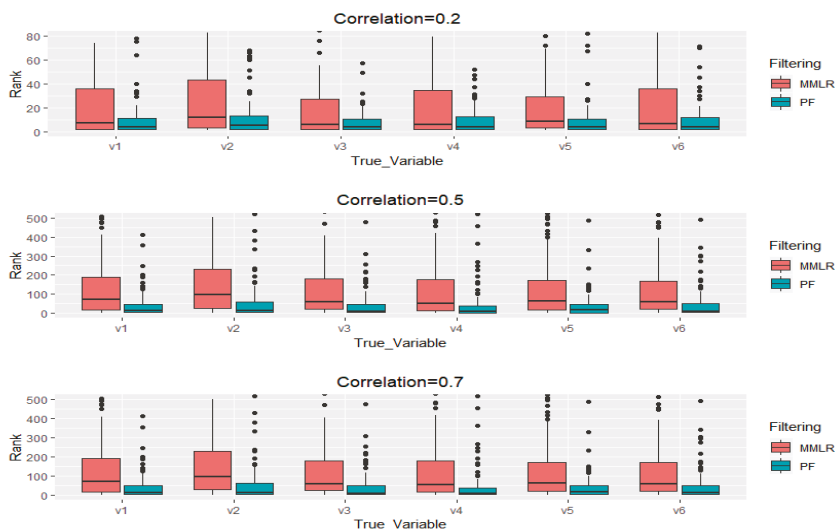 Correlation=0.2
Rank
80
60
40
20
0
v1 v2 v3 v4 v5 v6
True_Variable
Filtering
MMLR
PF
Correlation=0.5
Rank
500
400
300
200
100
0
v1 v2 v3 v4 v5 v6
True_Variable
Filtering
MMLR
PF
Correlation=0.7
Rank
500
400
300
200
100
0
v1 v2 v3 v4 v5 v6
True_Variable
Filtering
MMLR
PF